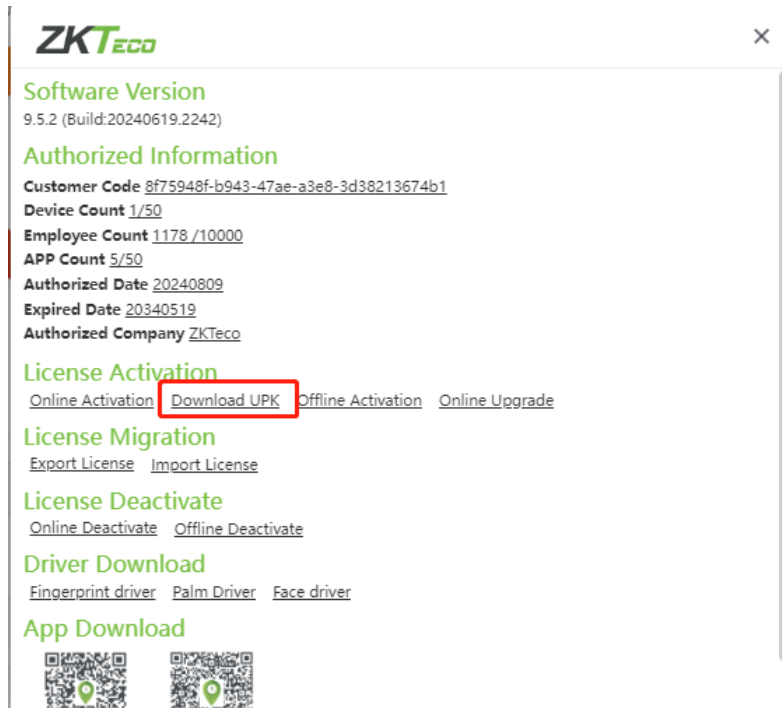 ZKTECO
Software Version
9.5.2 (Build:20240619.2242)
Authorized Information
Customer Code 8f75948f-b943-47ae-a3e8-3d38213674b1
Device Count 1/50
Employee Count 1178 /10000
APP Count 5/50
Authorized Date 20240809
Expired Date 20340519
Authorized Company ZKTeco
License Activation
Online Activation Download UPK Offline Activation Online Upgrade
License Migration
Export License Import License
License Deactivate
Online Deactivate Offline Deactivate
Driver Download
Fingerprint driver Palm Driver Face driver
App Download